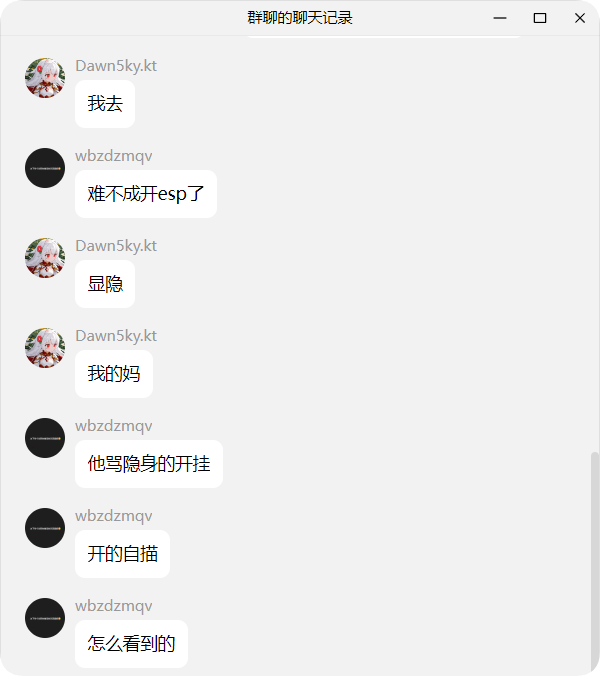 群聊的聊天记录
Dawn5ky.kt
我去
wbzdzmqv
难不成开esp了
Dawn5ky.kt
显隐
Dawn5ky.kt
我的妈
wbzdzmqv
他骂隐身的开挂
wbzdzmqv
开的自描
wbzdzmqv
怎么看到的